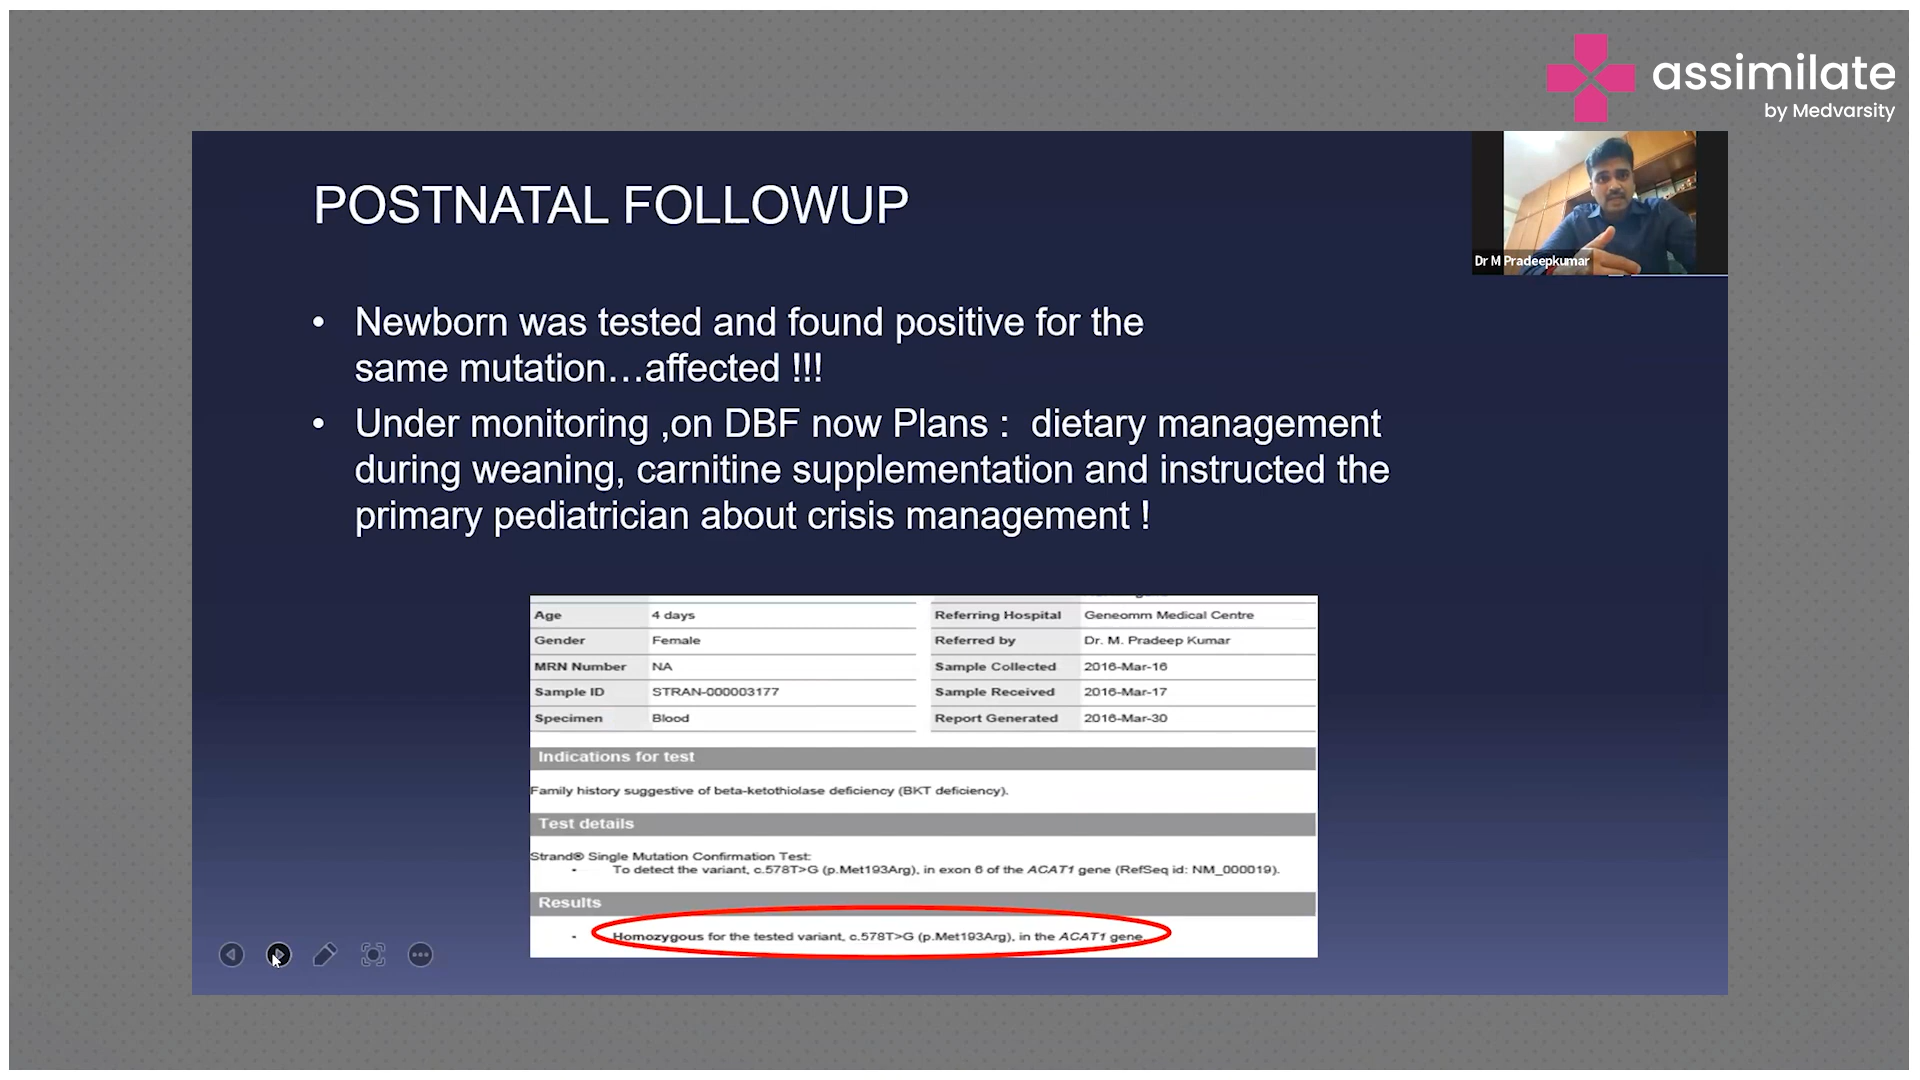 assimilate
by Medvarsity
POSTNATAL FOLLOWUP
Dr M Pradeepkumar
• Newborn was tested and found positive for the
same mutation...affected !!!
• Under monitoring ,on DBF now Plans : dietary management
during weaning, carnitine supplementation and instructed the
primary pediatrician about crisis management !
Age 4 days Referring Hospital Geneomm Medical Centre
Gender Female Referred by Dr. M. Pradeep Kumar
MRN Number NA Sample Collected 2016-Mar-16
Sample ID STRAN-000003177 Sample Received 2016-Mar-17
Specimen Blood Report Generated 2016-Mar-30
Indications for test
Family history suggestive of beta-ketothiolase deficiency (BKT deficiency).
Test details
Strand® Single Mutation Confirmation Test:
• To detect the variant, c.578T>G (p.Met193Arg), in exon 6 of the ACAT1 gene (RefSeq id: NM_000019).
Results
• Homozygous for the tested variant, c.578T>G (p.Met193Arg), in the ACAT1 gene.